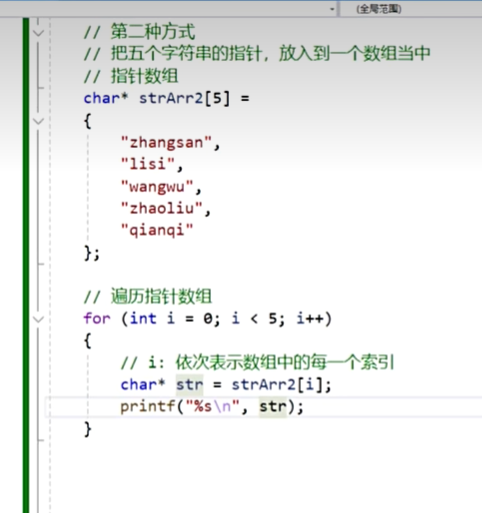 (全局范围)
// 第二种方式
// 把五个字符串的指针，放入到一个数组当中
// 指针数组
char* strArr2[5] =
{
"zhangsan",
"lisi",
"wangwu",
"zhaoliu",
"qianqi"
};
// 遍历指针数组
for (int i = 0; i < 5; i++)
{
// i: 依次表示数组中的每一个索引
char* str = strArr2[i];
printf("%s\n", str);
}